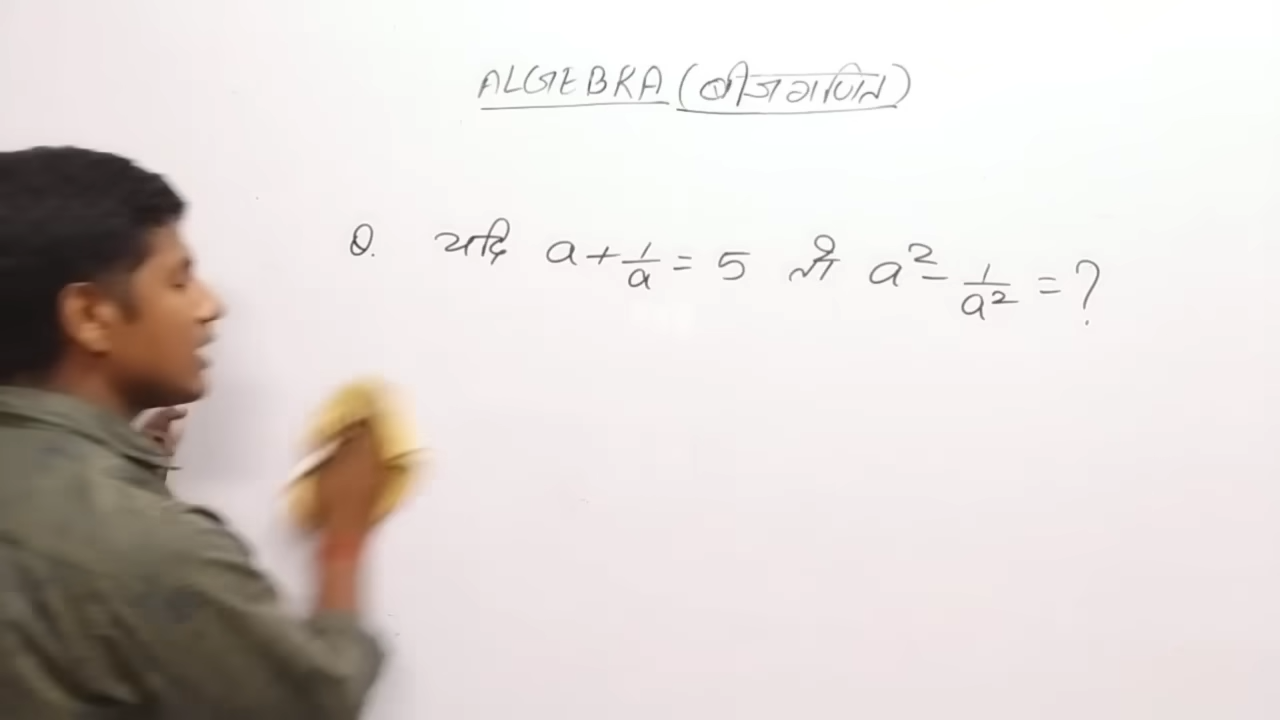 ALGEBRA (बीजगणित)
Q. यदि a + 1/a = 5 तो a² - 1/a² = ?